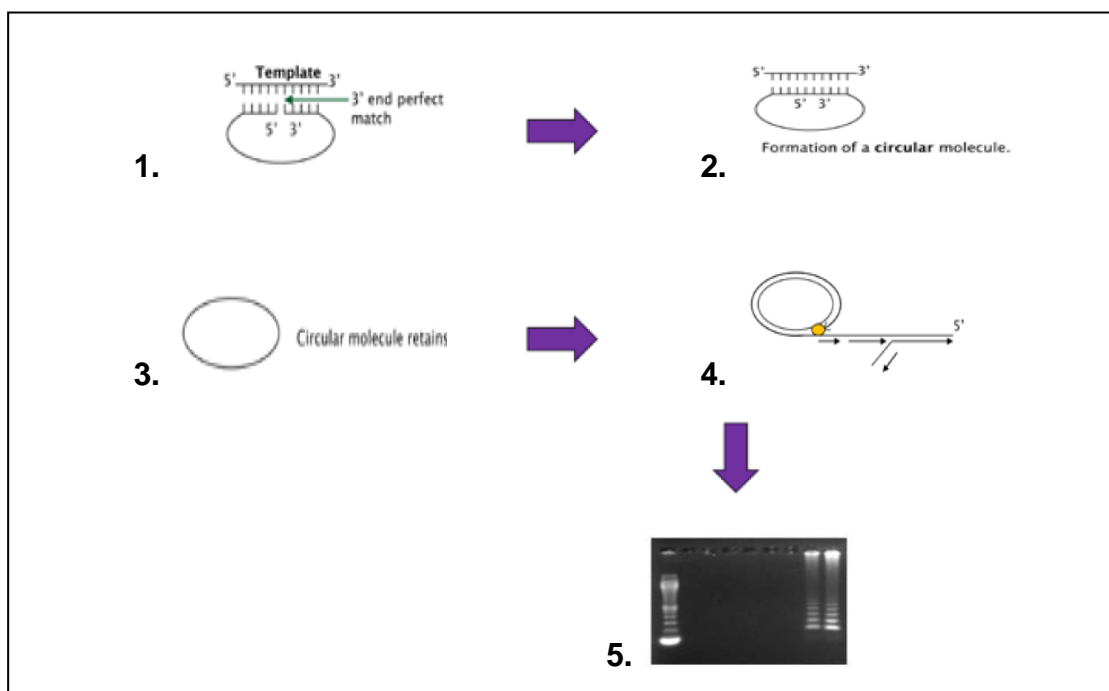 Template
5' 3'
3' end perfect
match
5' 3'
1.
5' 3'
5' 3'
Formation of a circular molecule.
2.
Circular molecule retains
3.
5'
4.
5.